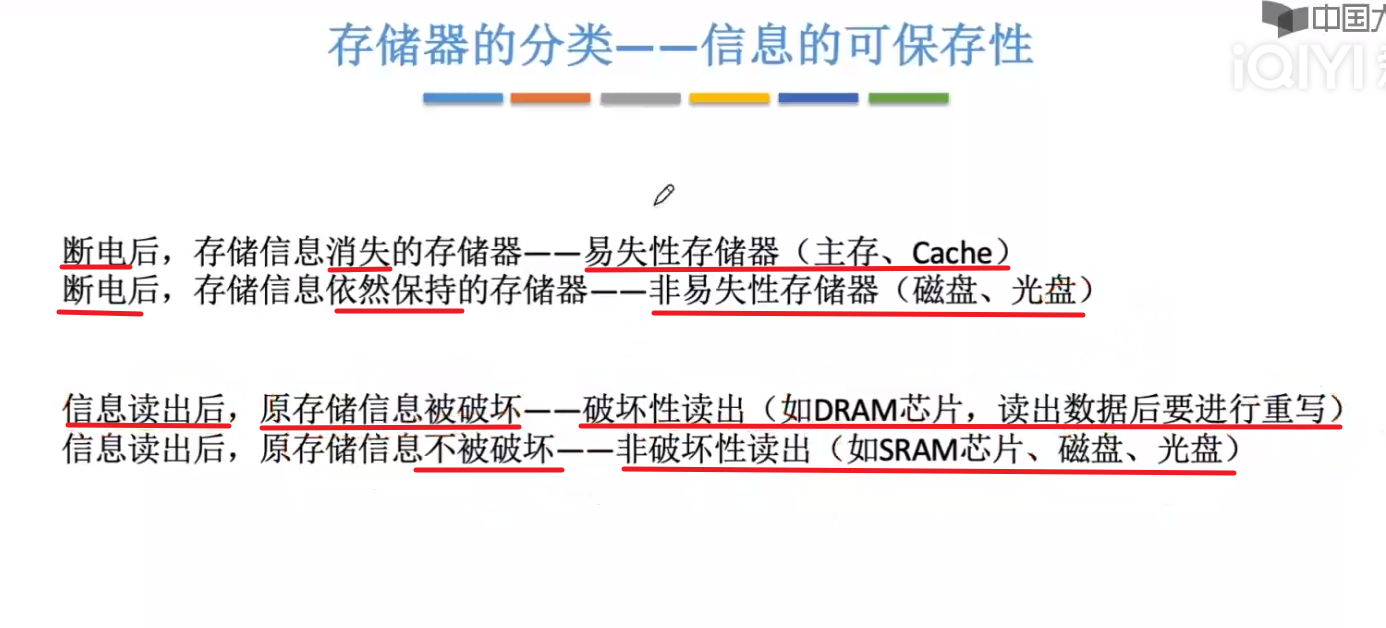 存储器的分类——信息的可保存性
中国大
iQIYI
断电后，存储信息消失的存储器——易失性存储器（主存、Cache）
断电后，存储信息依然保持的存储器——非易失性存储器（磁盘、光盘）
信息读出后，原存储信息被破坏——破坏性读出（如DRAM芯片，读出数据后要进行重写）
信息读出后，原存储信息不被破坏——非破坏性读出（如SRAM芯片、磁盘、光盘）